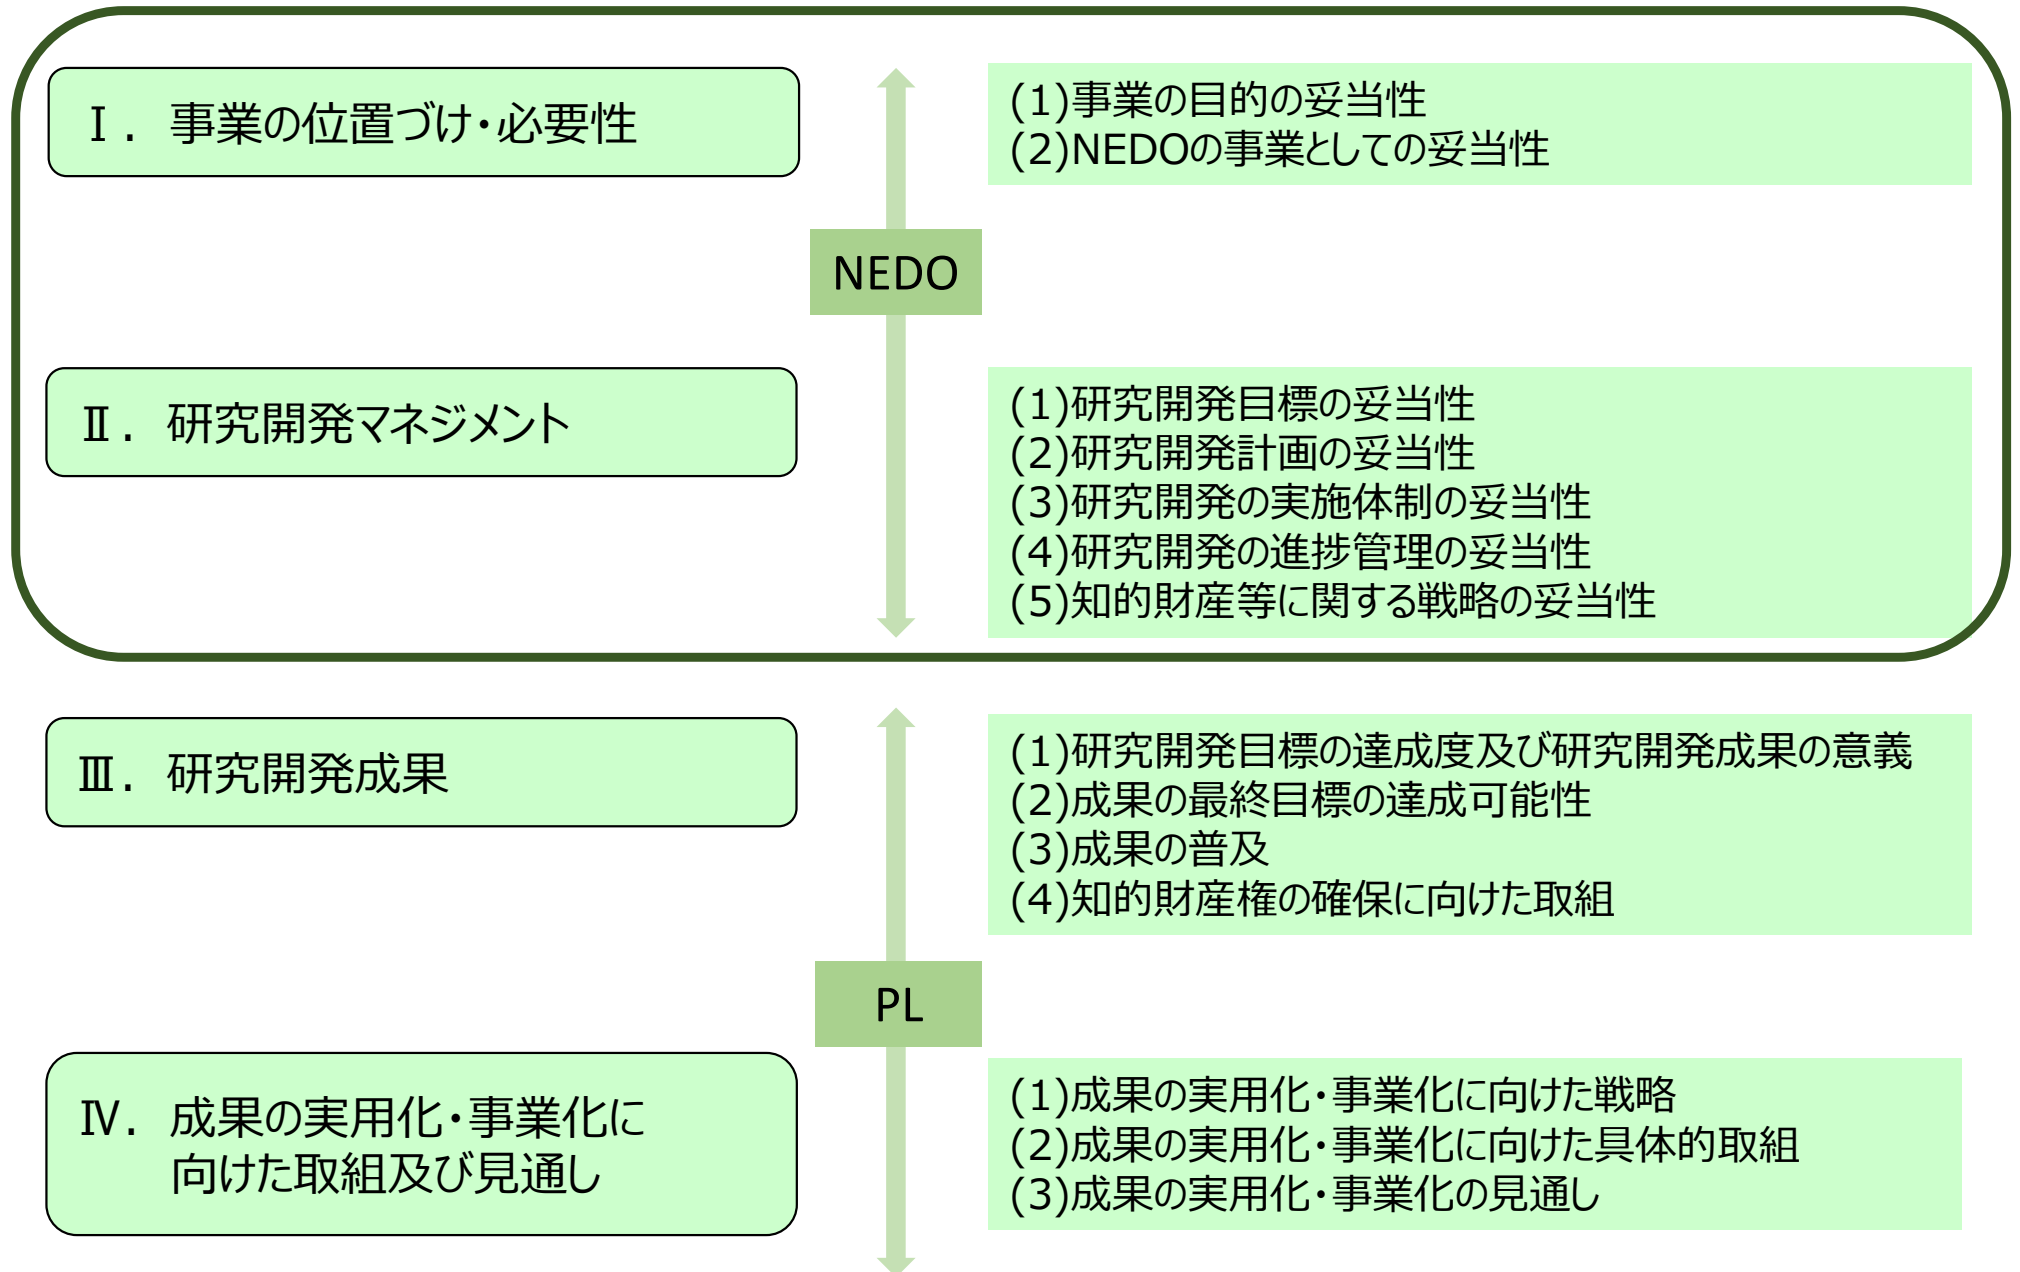 Ⅰ. 事業の位置づけ・必要性
(1)事業の目的の妥当性
(2)NEDOの事業としての妥当性
NEDO
Ⅱ. 研究開発マネジメント
(1)研究開発目標の妥当性
(2)研究開発計画の妥当性
(3)研究開発の実施体制の妥当性
(4)研究開発の進捗管理の妥当性
(5)知的財産等に関する戦略の妥当性
Ⅲ. 研究開発成果
(1)研究開発目標の達成度及び研究開発成果の意義
(2)成果の最終目標の達成可能性
(3)成果の普及
(4)知的財産権の確保に向けた取組
PL
Ⅳ. 成果の実用化・事業化に
向けた取組及び見通し
(1)成果の実用化・事業化に向けた戦略
(2)成果の実用化・事業化に向けた具体的取組
(3)成果の実用化・事業化の見通し